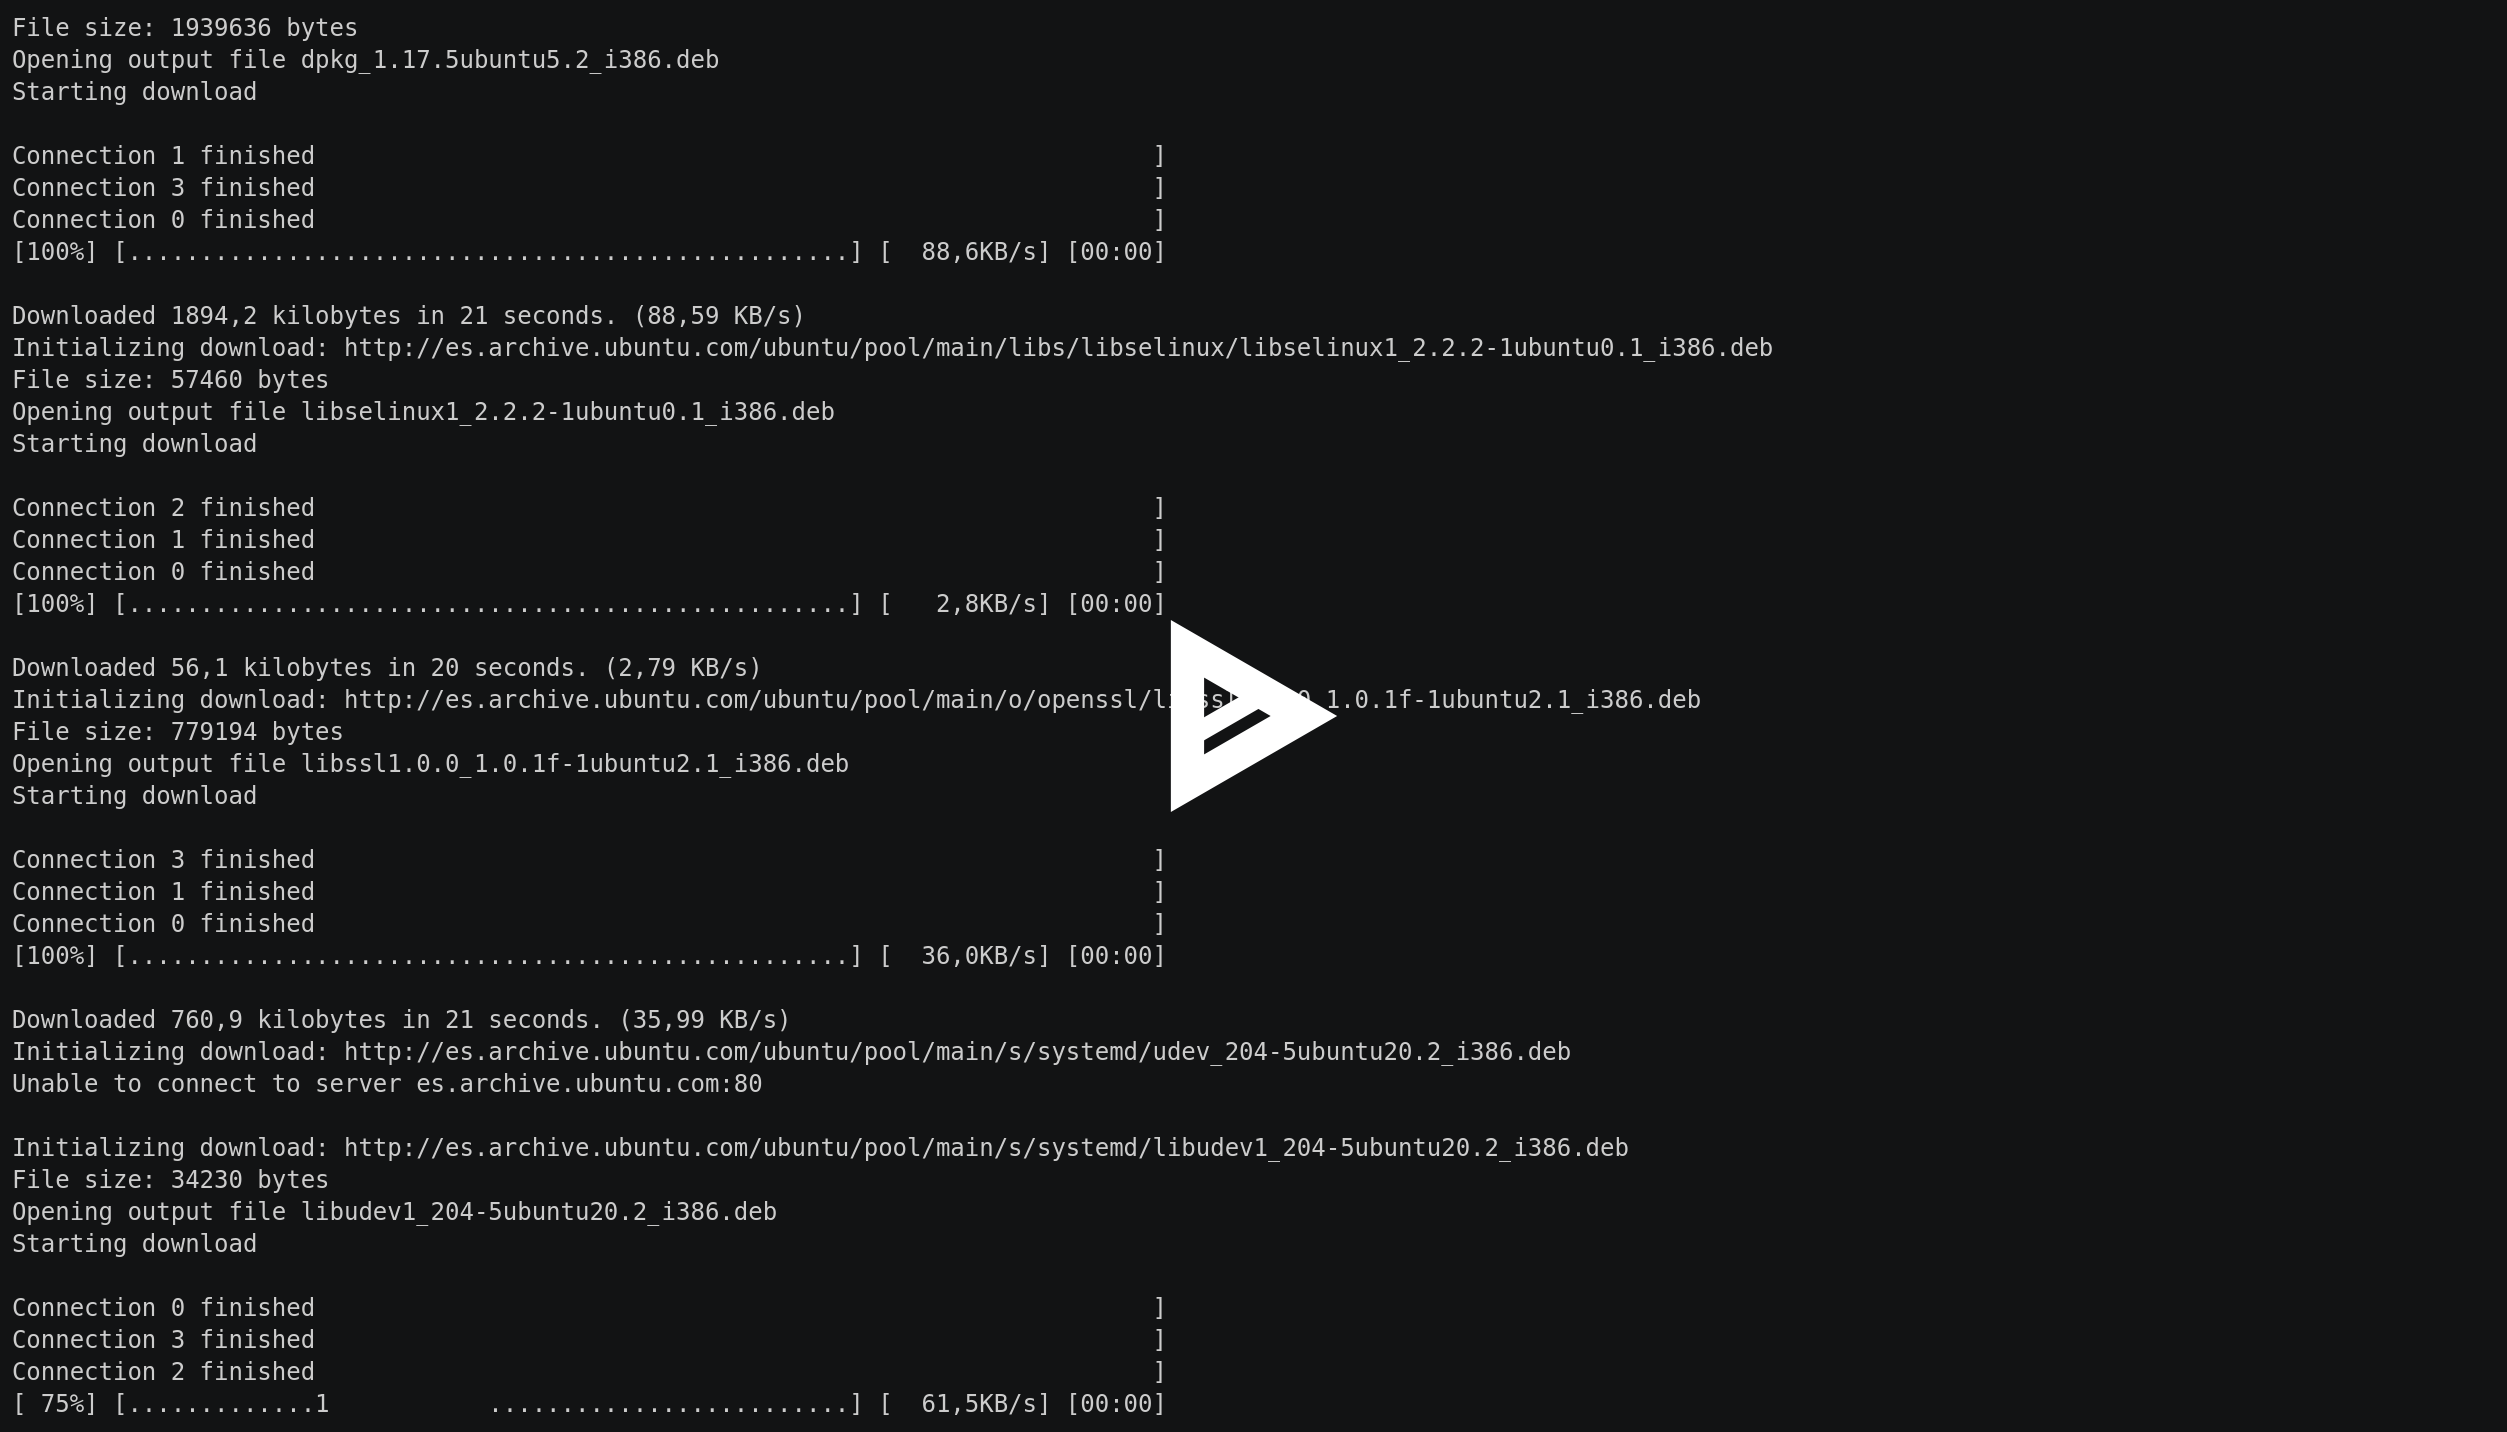 File size: 1939636 bytes
Opening output file dpkg_1.17.5ubuntu5.2_i386.deb
Starting download
Connection 1 finished                                                          ]
Connection 3 finished                                                          ]
Connection 0 finished                                                          ]
[100%] [..................................................] [  88,6KB/s] [00:00]
Downloaded 1894,2 kilobytes in 21 seconds. (88,59 KB/s)
Initializing download: http://es.archive.ubuntu.com/ubuntu/pool/main/libs/libselinux/libselinux1_2.2.2-1ubuntu0.1_i386.deb
File size: 57460 bytes
Opening output file libselinux1_2.2.2-1ubuntu0.1_i386.deb
Starting download
Connection 2 finished                                                          ]
Connection 1 finished                                                          ]
Connection 0 finished                                                          ]
[100%] [..................................................] [   2,8KB/s] [00:00]
Downloaded 56,1 kilobytes in 20 seconds. (2,79 KB/s)
Initializing download: http://es.archive.ubuntu.com/ubuntu/pool/main/o/openssl/ _1.0.1f-1ubuntu2.1_i386.deb
File size: 779194 bytes
Opening output file libssl1.0.0_1.0.1f-1ubuntu2.1_i386.deb
Starting download
Connection 3 finished                                                          ]
Connection 1 finished                                                          ]
Connection 0 finished                                                          ]
[100%] [..................................................] [  36,0KB/s] [00:00]
Downloaded 760,9 kilobytes in 21 seconds. (35,99 KB/s)
Initializing download: http://es.archive.ubuntu.com/ubuntu/pool/main/s/systemd/udev_204-5ubuntu20.2_i386.deb
Unable to connect to server es.archive.ubuntu.com:80
Initializing download: http://es.archive.ubuntu.com/ubuntu/pool/main/s/systemd/libudev1_204-5ubuntu20.2_i386.deb
File size: 34230 bytes
Opening output file libudev1_204-5ubuntu20.2_i386.deb
Starting download
Connection 0 finished                                                          ]
Connection 3 finished                                                          ]
Connection 2 finished                                                          ]
[ 75%] [.............1           .........................] [  61,5KB/s] [00:00]